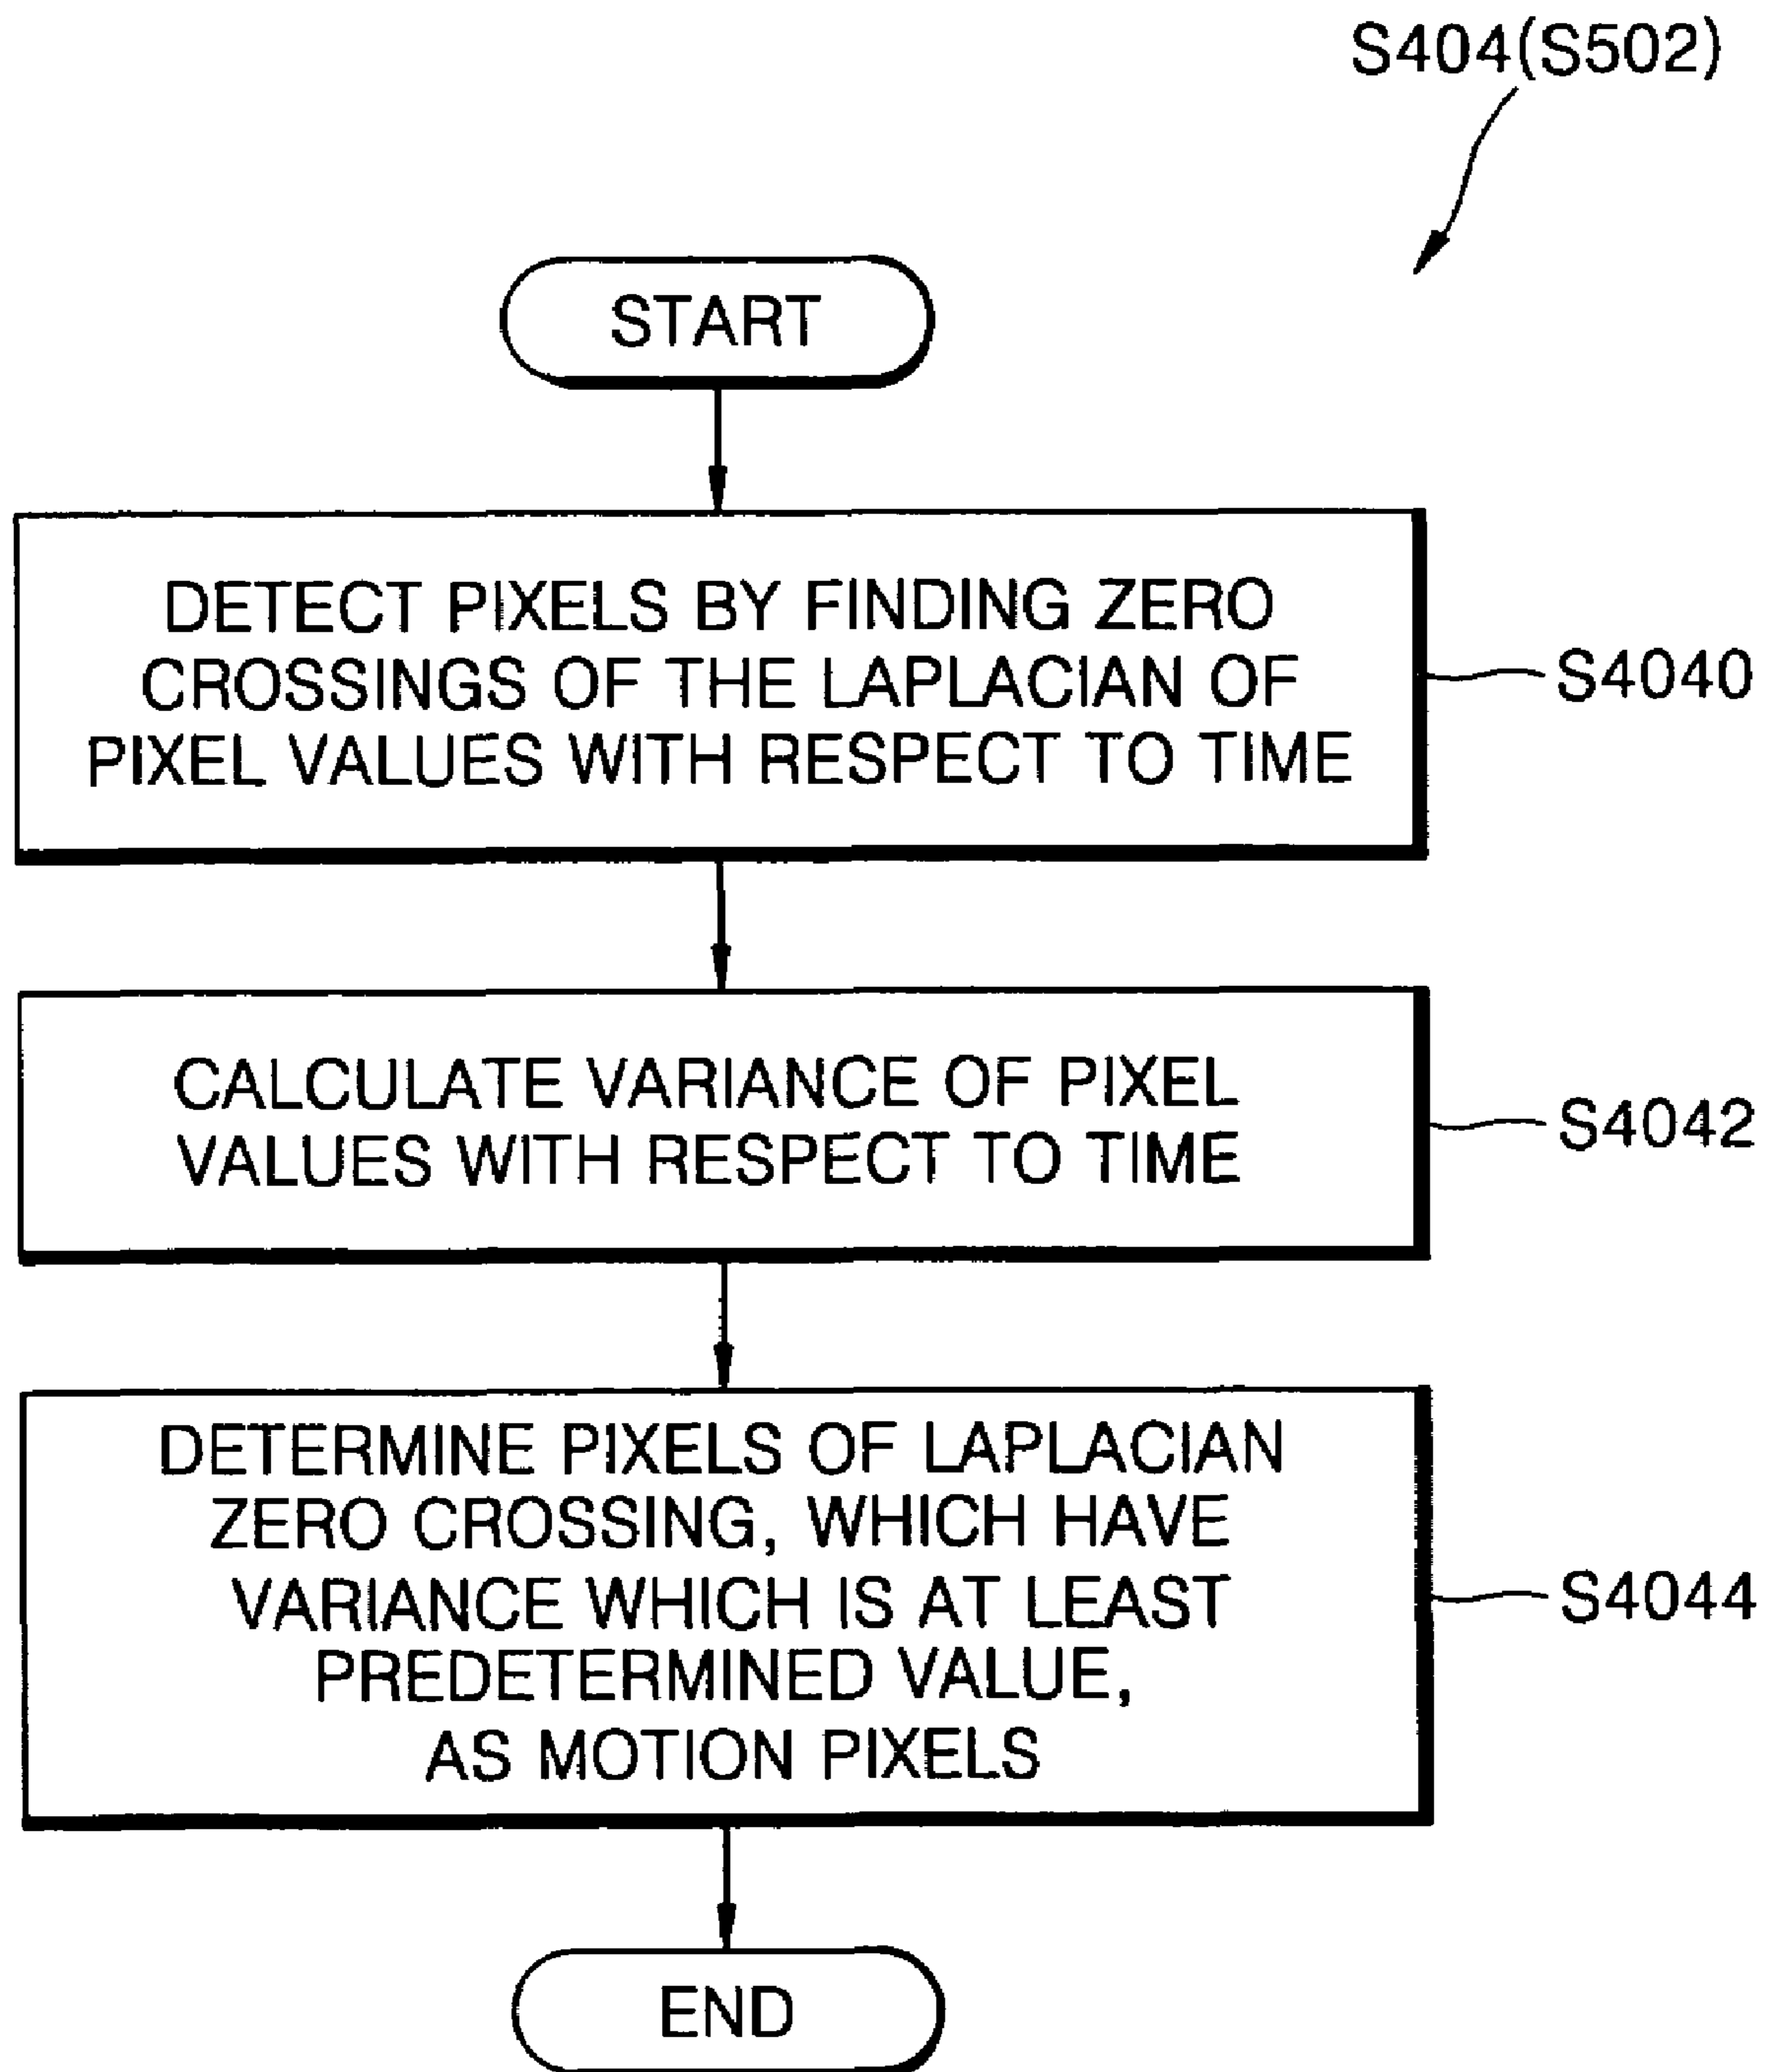 S404(S502)
START
DETECT PIXELS BY FINDING ZERO
CROSSINGS OF THE LAPLACIAN OF
PIXEL VALUES WITH RESPECT TO TIME
S4040
CALCULATE VARIANCE OF PIXEL
VALUES WITH RESPECT TO TIME
S4042
DETERMINE PIXELS OF LAPLACIAN
ZERO CROSSING, WHICH HAVE
VARIANCE WHICH IS AT LEAST
PREDETERMINED VALUE,
AS MOTION PIXELS
S4044
END